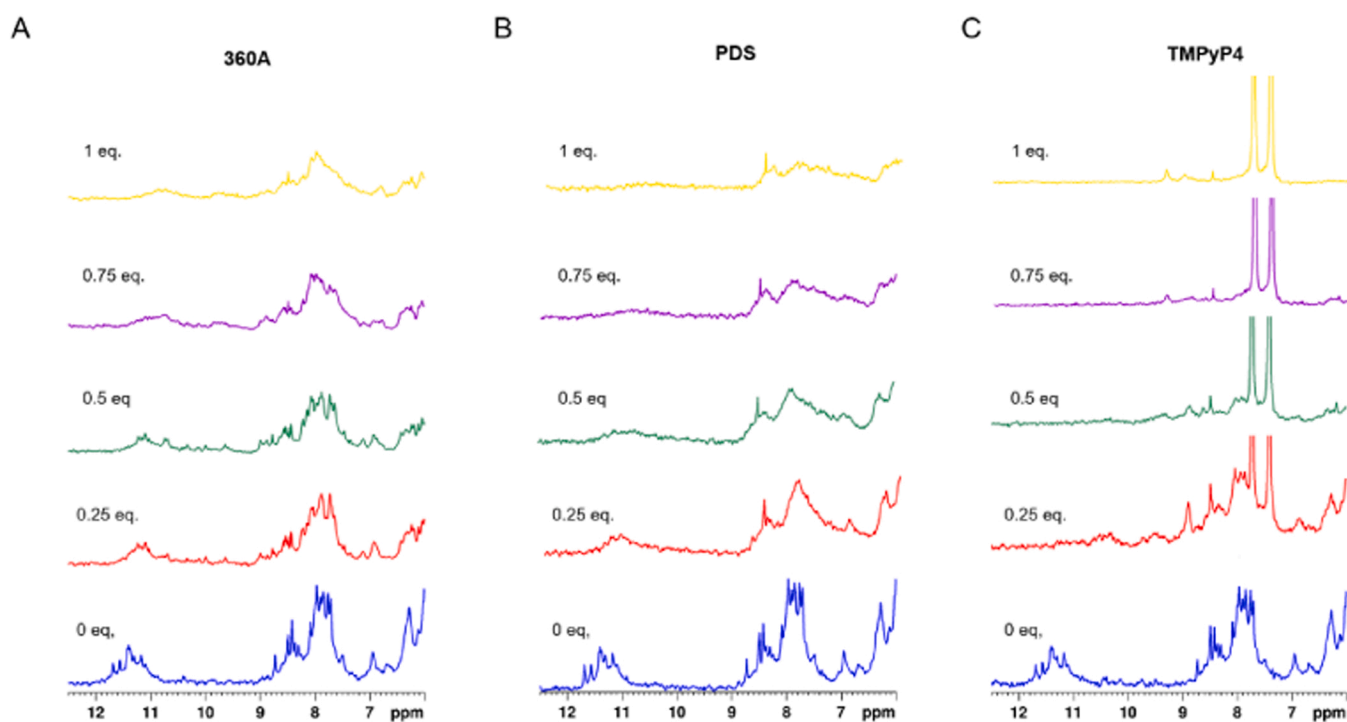 A
360A
1 eq.
0.75 eq.
0.5 eq
0.25 eq.
0 eq,
12 11 10 9 8 7 ppm
B
PDS
1 eq.
0.75 eq.
0.5 eq
0.25 eq.
0 eq,
12 11 10 9 8 7 ppm
C
TMPyP4
1 eq.
0.75 eq.
0.5 eq
0.25 eq.
0 eq,
12 11 10 9 8 7 ppm